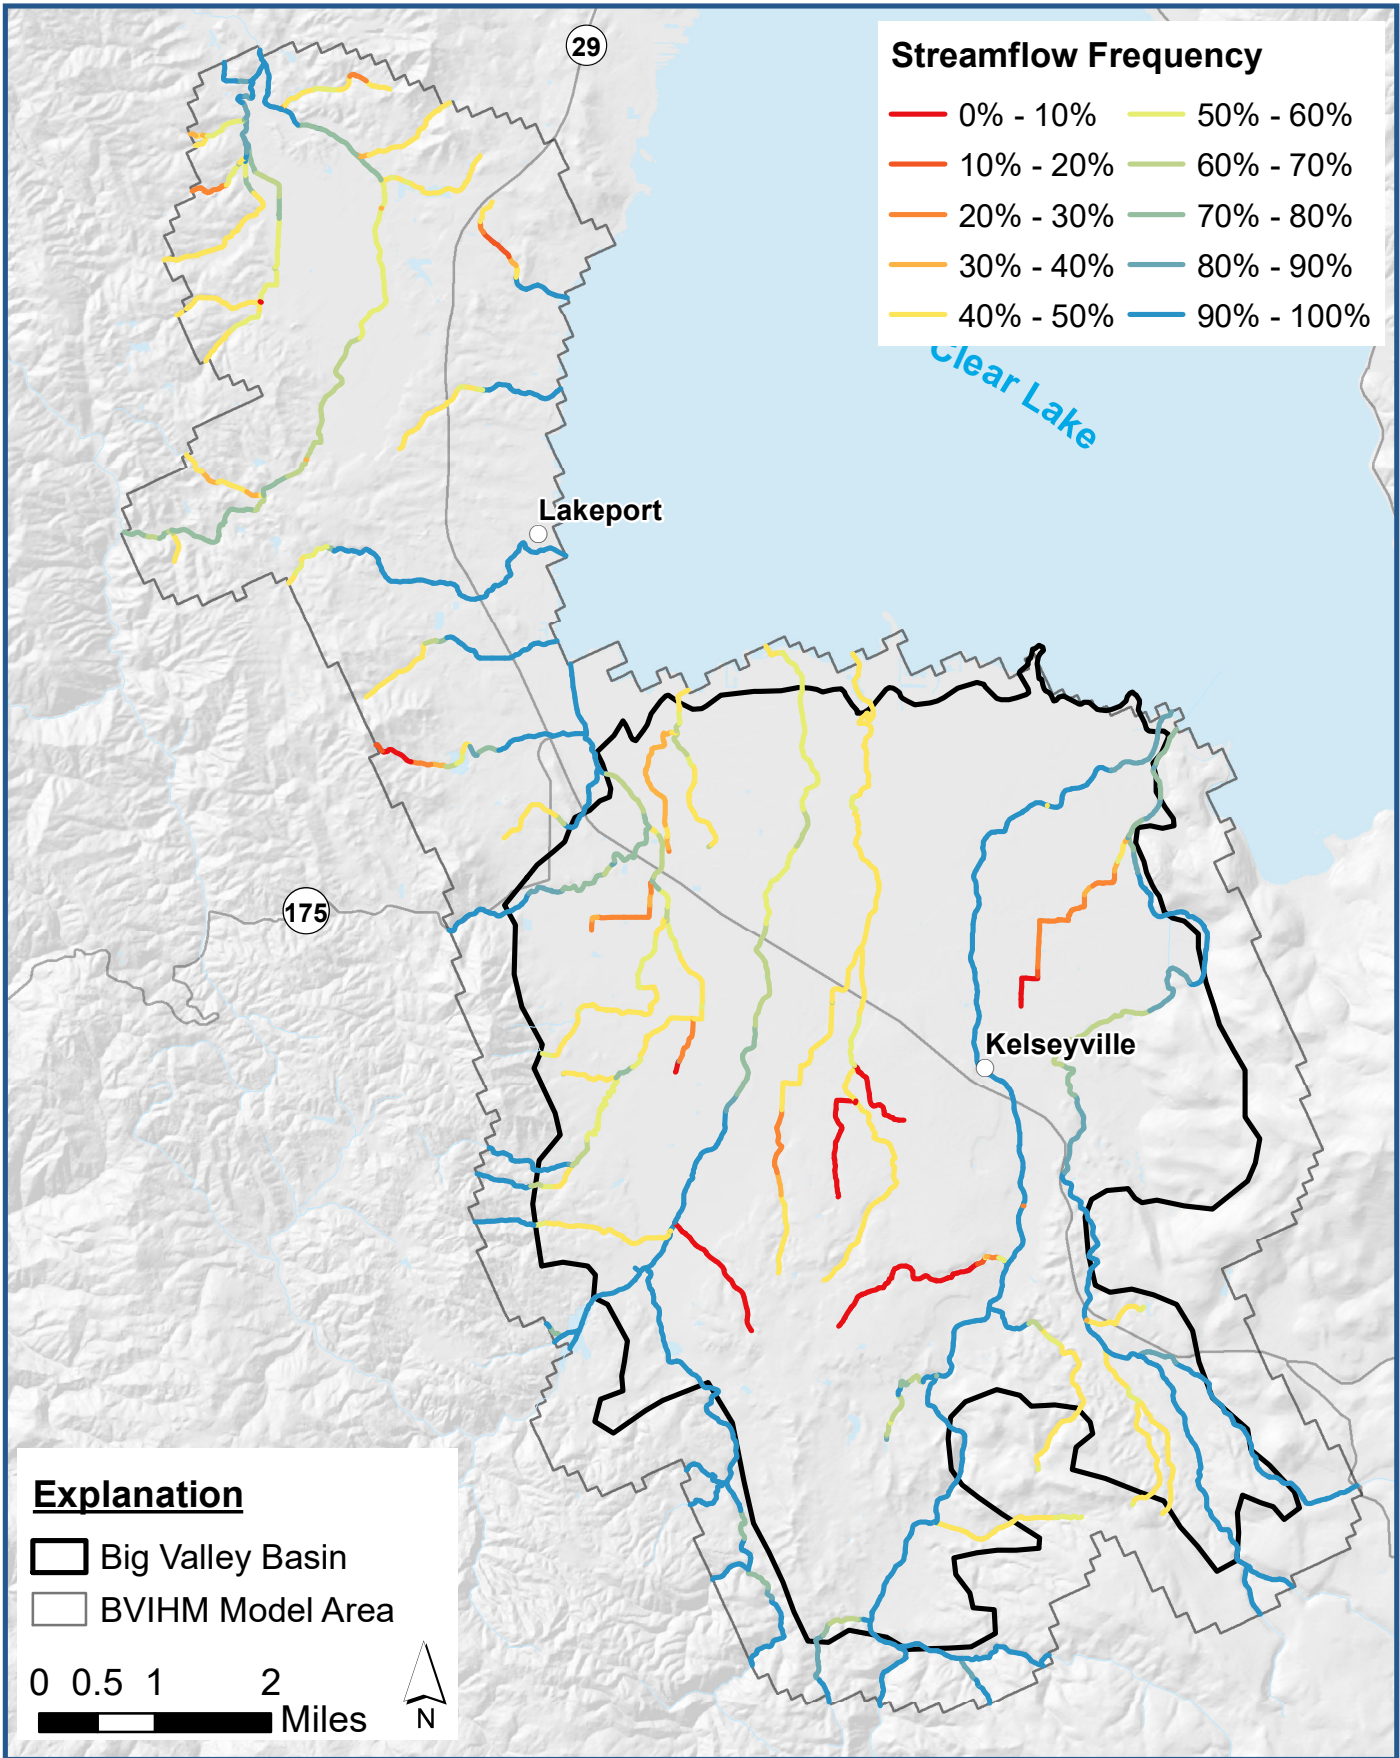 29
Streamflow Frequency
0% - 10%
50% - 60%
10% - 20%
60% - 70%
20% - 30%
70% - 80%
30% - 40%
80% - 90%
40% - 50%
90% - 100%
Clear Lake
Lakeport
175
Kelseyville
Explanation
Big Valley Basin
BVIHM Model Area
0 0.5 1 2
Miles
N